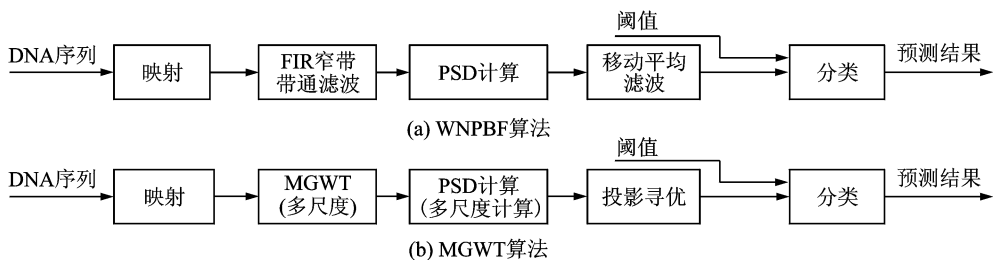 阈值
DNA序列
映射
FIR窄带
带通滤波
PSD计算
移动平均
滤波
分类
预测结果
(a) WNPBF算法
阈值
DNA序列
映射
MGWT
(多尺度)
PSD计算
(多尺度计算)
投影寻优
分类
预测结果
(b) MGWT算法